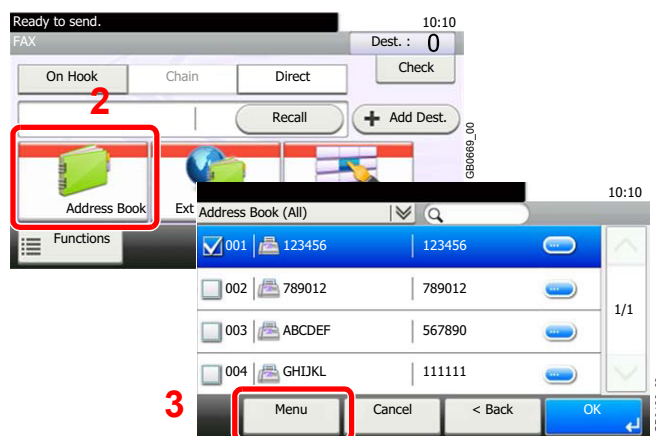 Ready to send.
10:10
FAX
Dest. : 0
On Hook
Chain
Direct
Check
2
Recall
+ Add Dest.
GB0669_00
Address Book
Ext
Functions
10:10
Address Book (All)
001 123456 123456
002 789012 789012
1/1
003 ABCDEF 567890
004 GHIJKL 111111
3
Menu
Cancel
< Back
OK